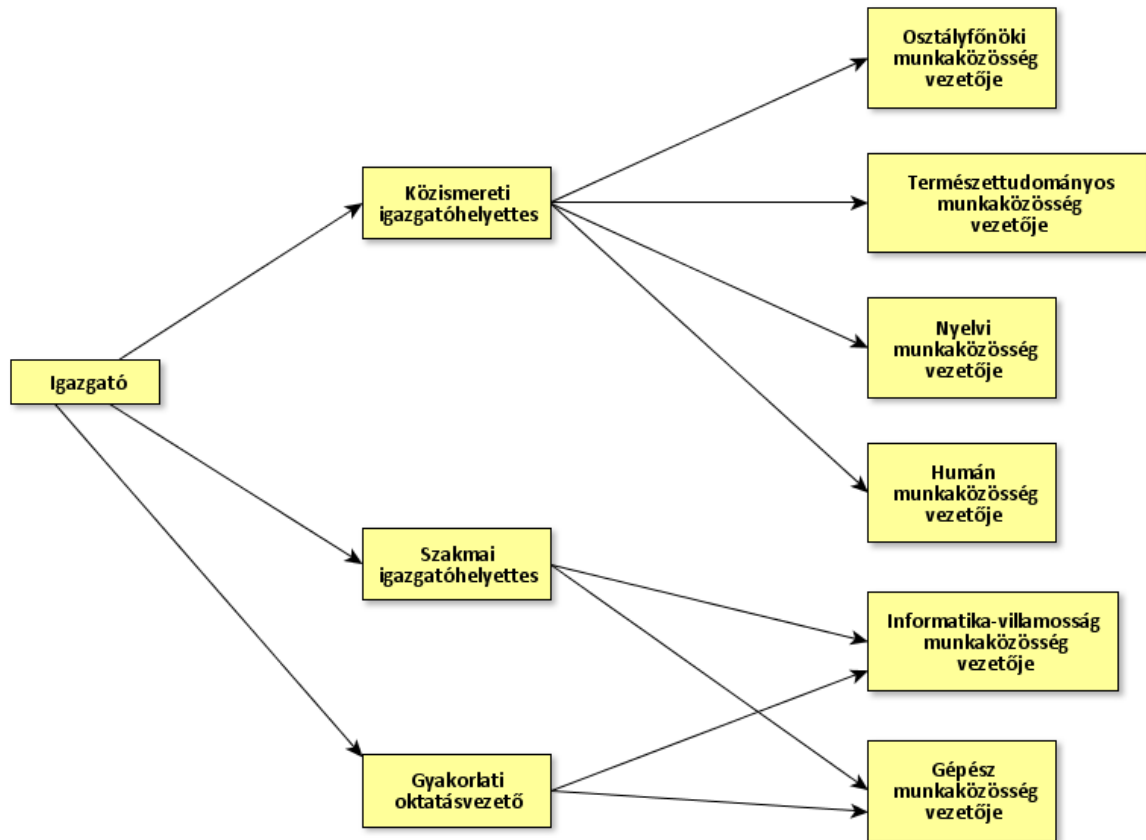 Osztályfőnöki
munkaközösség
vezetője
Közismereti
igazgatóhelyettes
Természettudományos
munkaközösség
vezetője
Nyelvi
munkaközösség
vezetője
Igazgató
Humán
munkaközösség
vezetője
Szakmai
igazgatóhelyettes
Informatika-villamosság
munkaközösség
vezetője
Gyakorlati
oktatásvezető
Gépész
munkaközösség
vezetője